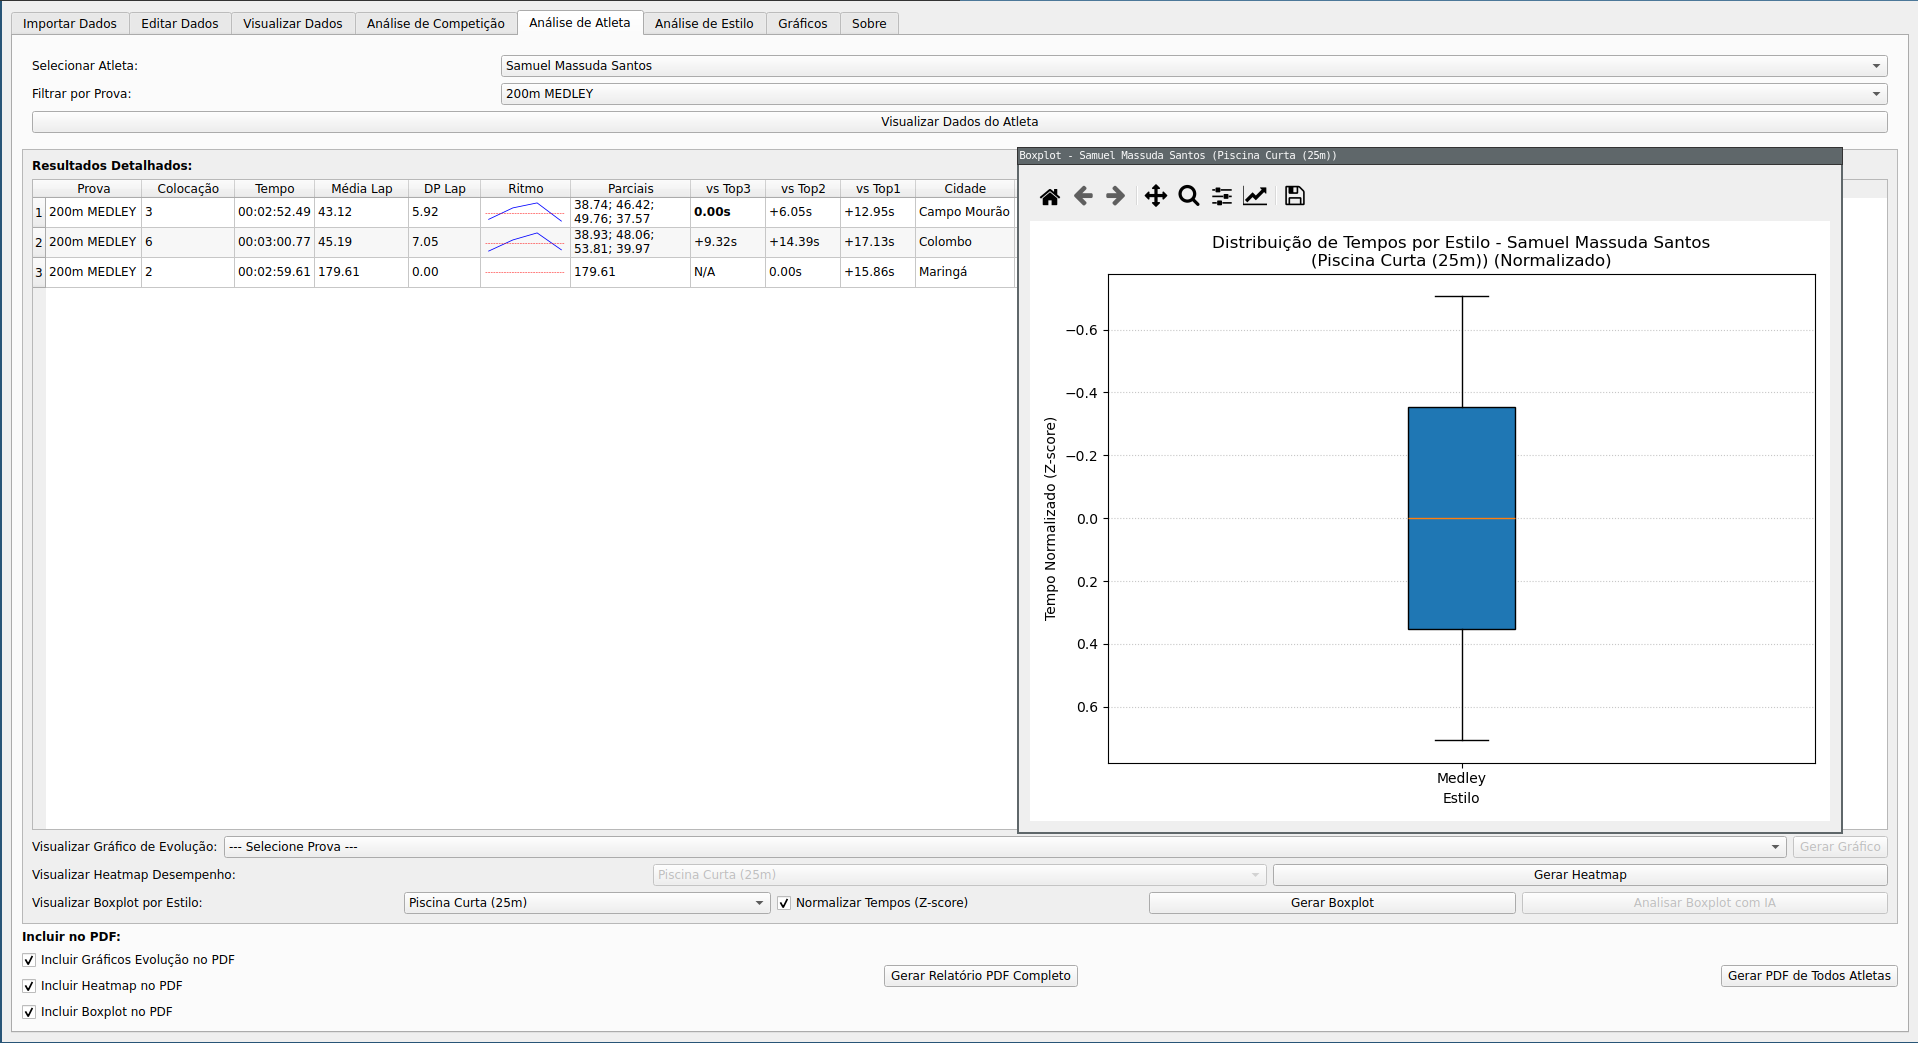 Importar Dados
Editar Dados
Visualizar Dados
Análise de Competição
Análise de Atleta
Análise de Estilo
Gráficos
Sobre
Selecionar Atleta:
Samuel Massuda Santos
Filtrar por Prova:
200m MEDLEY
Visualizar Dados do Atleta
Resultados Detalhados:
Prova Colocação Tempo Média Lap DP Lap Ritmo Parciais vs Top3 vs Top2 vs Top1 Cidade
1 200m MEDLEY 3 00:02:52.49 43.12 5.92 38.74; 46.42; 49.76; 37.57 0.00s +6.05s +12.95s Campo Mourão
2 200m MEDLEY 6 00:03:00.77 45.19 7.05 38.93; 48.06; 53.81; 39.97 +9.32s +14.39s +17.13s Colombo
3 200m MEDLEY 2 00:02:59.61 179.61 0.00 179.61 N/A 0.00s +15.86s Maringá
Boxplot - Samuel Massuda Santos (Piscina Curta (25m))
Distribuição de Tempos por Estilo - Samuel Massuda Santos
(Piscina Curta (25m)) (Normalizado)
Tempo Normalizado (Z-score)
−0.6
−0.4
−0.2
0.0
0.2
0.4
0.6
Medley
Estilo
Visualizar Gráfico de Evolução:
--- Selecione Prova ---
Gerar Gráfico
Visualizar Heatmap Desempenho:
Piscina Curta (25m)
Gerar Heatmap
Visualizar Boxplot por Estilo:
Piscina Curta (25m)
Normalizar Tempos (Z-score)
Gerar Boxplot
Analisar Boxplot com IA
Incluir no PDF:
Incluir Gráficos Evolução no PDF
Incluir Heatmap no PDF
Incluir Boxplot no PDF
Gerar Relatório PDF Completo
Gerar PDF de Todos Atletas